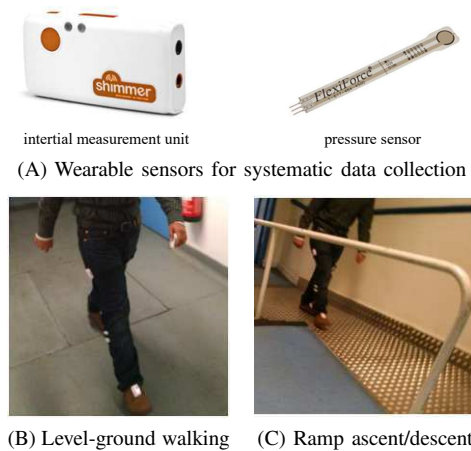 shimmer
FlexiForce®
intertial measurement unit
pressure sensor
(A) Wearable sensors for systematic data collection
(B) Level-ground walking
(C) Ramp ascent/descent